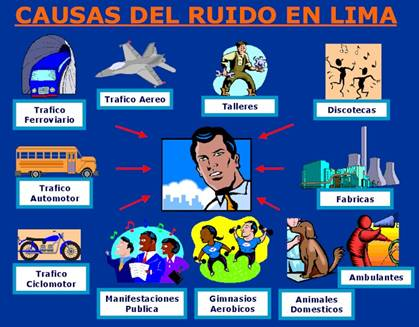 CAUSAS DEL RUIDO EN LIMA
Trafico
Ferroviario
Trafico Aereo
Talleres
Discotecas
Trafico
Automotor
Fabricas
Trafico
Ciclomotor
Manifestaciones
Publica
Gimnasios
Aerobicos
Animales
Domesticos
Ambulantes